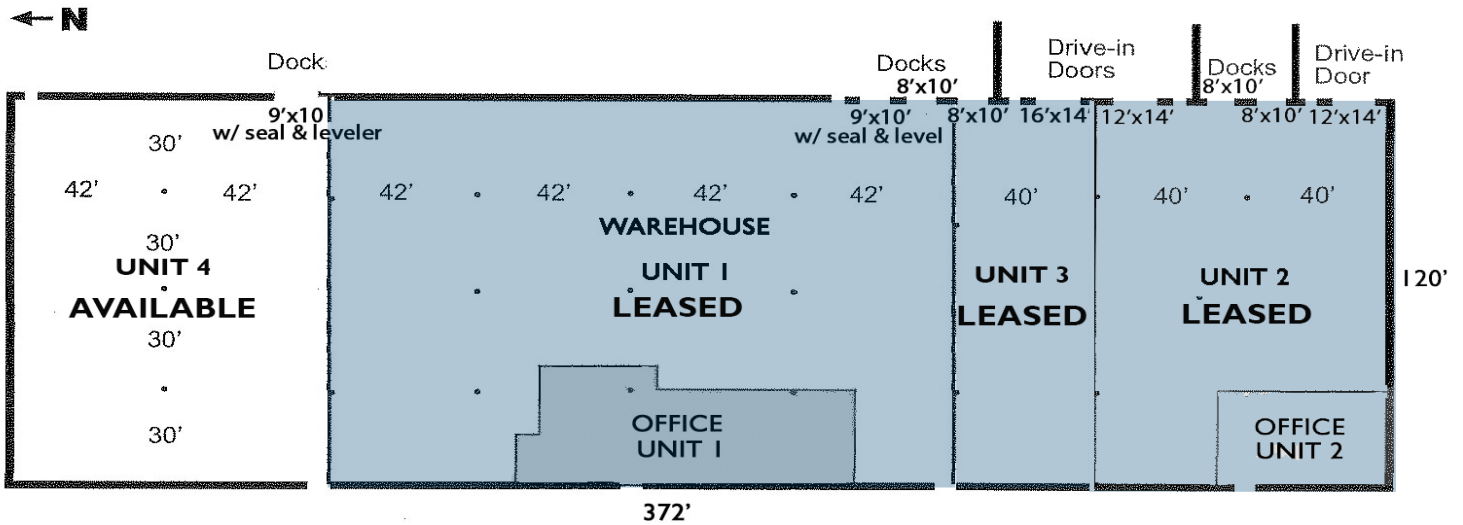 N
Dock
Docks
8'x10'
Drive-in
Doors
Docks
8'x10'
Drive-in
Door
9'x10
w/ seal & leveler
9'x10'
w/ seal & level
8'x10'
16'x14'
12'x14'
8'x10'
12'x14'
30'
42'
42'
42'
42'
42'
42'
40'
40'
40'
30'
WAREHOUSE
UNIT 4
AVAILABLE
UNIT 1
LEASED
UNIT 3
LEASED
UNIT 2
LEASED
120'
30'
30'
OFFICE
UNIT 1
OFFICE
UNIT 2
372'